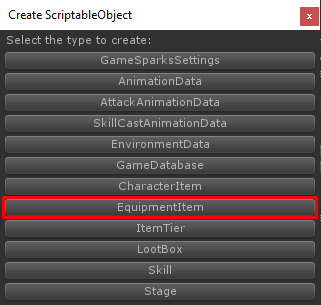 Create ScriptableObject
x
Select the type to create:
GameSparksSettings
AnimationData
AttackAnimationData
SkillCastAnimationData
EnvironmentData
GameDatabase
CharacterItem
EquipmentItem
ItemTier
LootBox
Skill
Stage